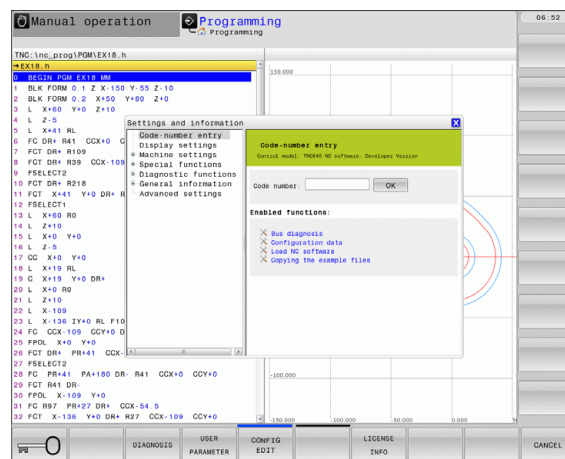 Manual operation
Programming
Programming
06:52
TNC:\nc_prog\PGM\EX18.h
→EX18.h
0 BEGIN PGM EX18 MM
1 BLK FORM 0.1 Z X-150 Y-55 Z-10
2 BLK FORM 0.2 X+50 Y+80 Z+0
3 L X+60 Y+0 Z+10
4 L Z-5
5 L X+41 RL
6 FC DR+ R41 CCX+0 C
7 FCT DR+ R109
8 FCT DR+ R39 CCX-109
9 FSELECT2
10 FCT DR+ R218
11 FCT X+41 Y+0 DR+ R
12 FSELECT1
13 L X+60 R0
14 L Z+10
15 L X+0 Y+0
16 L Z-5
17 CC X+0 Y+0
18 L X+19 RL
19 C X+19 Y+0 DR+
20 L X+0 R0
21 L Z+10
22 L X-109
23 L X-136 IY+0 RL F10
24 FC CCX-109 CCY+0 D
25 FPOL X+0 Y+0
26 FCT DR+ PR+41 CCX-
27 FSELECT2
28 FC PR+41 PA+180 DR- R41 CCX+0 CCY+0
29 FCT R41 DR-
30 FPOL X-109 Y+0
31 FC R97 PR+27 DR+ CCX-54.5
32 FCT X-136 Y+0 DR+ R27 CCX-109 CCY+0
150.000
-100.000
-150.000 -100.000 -50.000 0.000
Settings and information
Code-number entry
Display settings
Machine settings
Special functions
Diagnostic functions
General information
Advanced settings
Code-number entry
Control model: TNC640 NC software: Developer Version
Code number:
OK
Enabled functions:
Bus diagnosis
Configuration data
Load NC software
Copying the example files
DIAGNOSIS
USER PARAMETER
CONFIG EDIT
LICENSE INFO
CANCEL